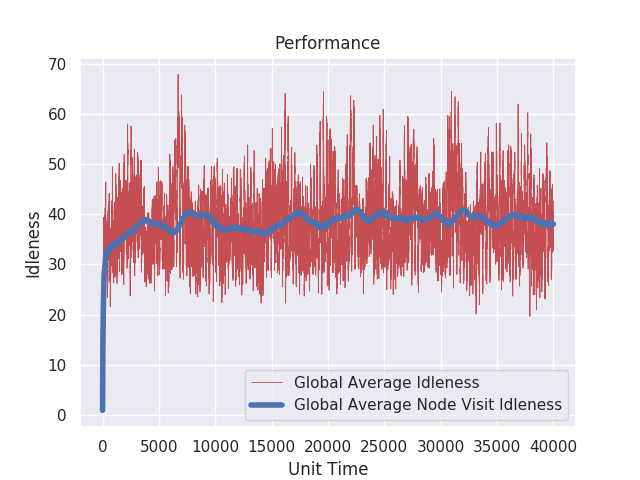 Performance
70
60
50
40
30
20
10
0
Idleness
Global Average Idleness
Global Average Node Visit Idleness
0 5000 10000 15000 20000 25000 30000 35000 40000
Unit Time